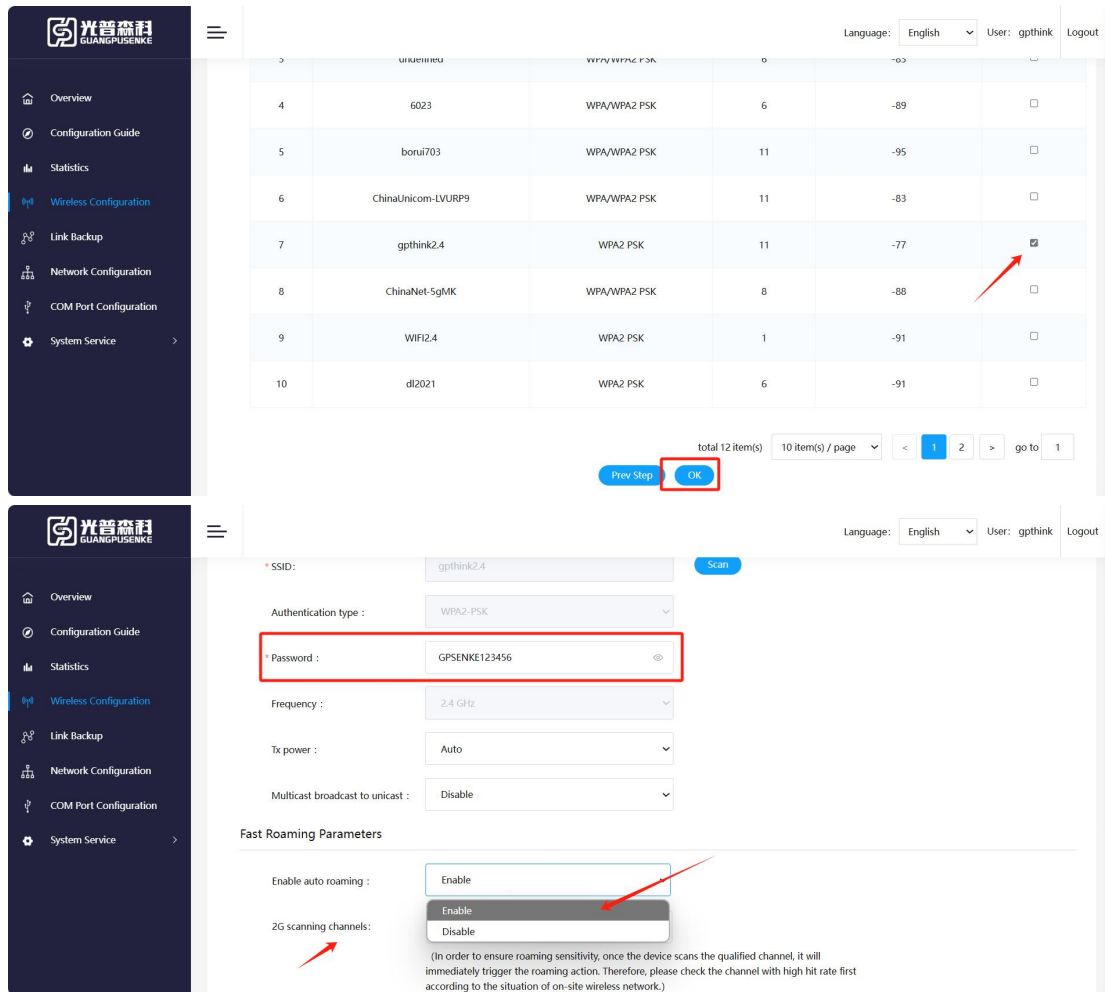 光普森科
GUANGPUSENKE
Language: English User: gpthink Logout
Overview
Configuration Guide
Statistics
Wireless Configuration
Link Backup
Network Configuration
COM Port Configuration
System Service
undefined WPA/WPA2 PSK 6
4 6023 WPA/WPA2 PSK 6 -89
5 borui703 WPA/WPA2 PSK 11 -95
6 ChinaUnicom-LVURP9 WPA/WPA2 PSK 11 -83
7 gpthink2.4 WPA2 PSK 11 -77
8 ChinaNet-5gMK WPA/WPA2 PSK 8 -88
9 WIFI2.4 WPA2 PSK 1 -91
10 dl2021 WPA2 PSK 6 -91
total 12 item(s) 10 item(s) / page < 1 2 > go to 1
Prev Step OK
光普森科
GUANGPUSENKE
Language: English User: gpthink Logout
Overview
Configuration Guide
Statistics
Wireless Configuration
Link Backup
Network Configuration
COM Port Configuration
System Service >
* SSID: gpthink2.4 Scan
Authentication type : WPA2-PSK
* Password : GPSENKE123456
Frequency : 2.4 GHz
Tx power : Auto
Multicast broadcast to unicast : Disable
Fast Roaming Parameters
Enable auto roaming : Enable
Enable
Disable
2G scanning channels:
(In order to ensure roaming sensitivity, once the device scans the qualified channel, it will
immediately trigger the roaming action. Therefore, please check the channel with high hit rate first
according to the situation of on-site wireless network.)